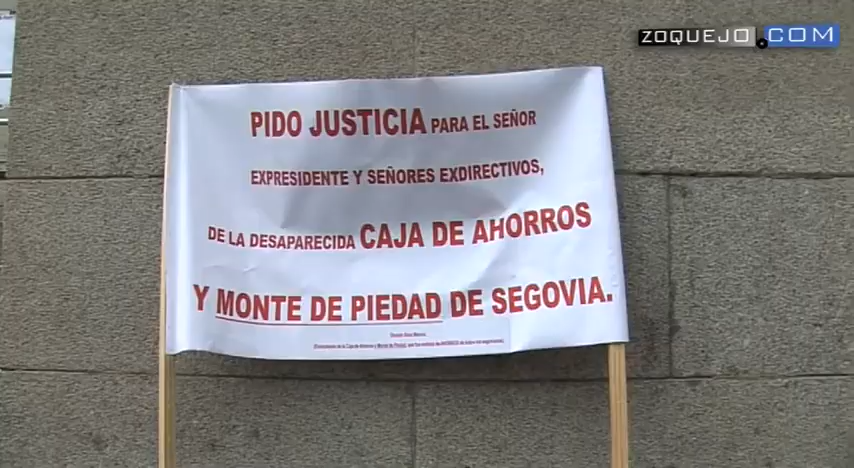 ZOQUEJO.COM
PIDO JUSTICIA PARA EL SEÑOR
EXPRESIDENTE Y SEÑORES EXDIRECTIVOS,
DE LA DESAPARECIDA CAJA DE AHORROS
Y MONTE DE PIEDAD DE SEGOVIA.